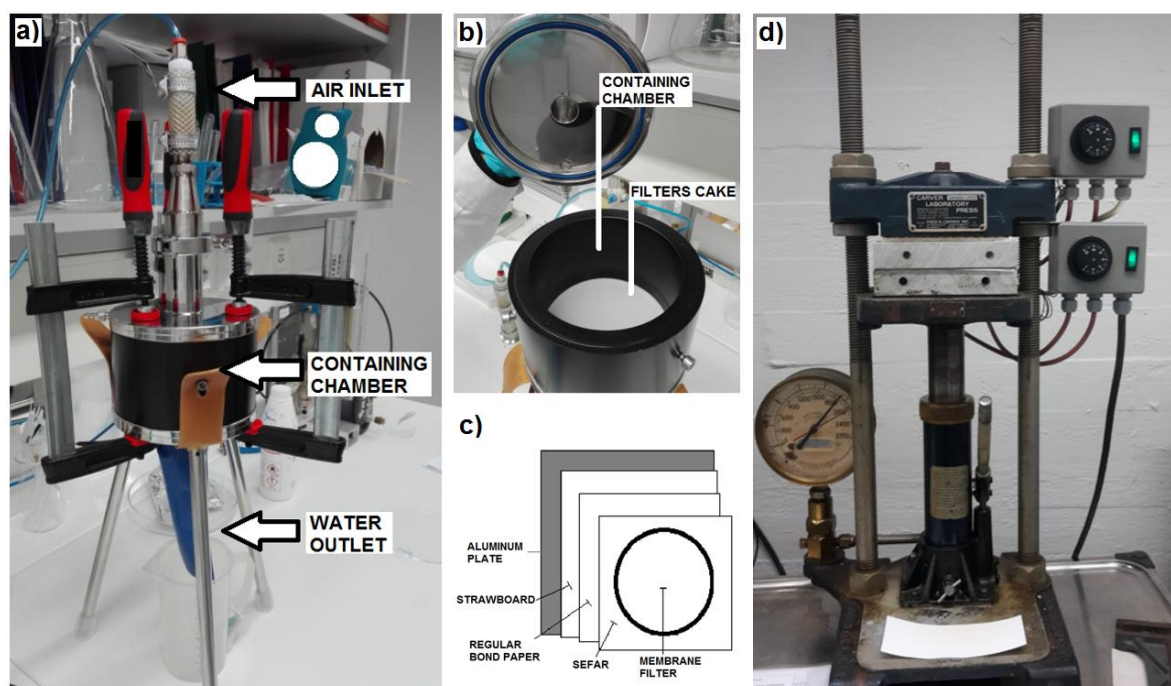 a)
AIR INLET
CONTAINING
CHAMBER
WATER
OUTLET
b)
CONTAINING
CHAMBER
FILTERS CAKE
c)
ALUMINUM
PLATE
STRAWBOARD
REGULAR
BOND PAPER
SEFAR
MEMBRANE
FILTER
d)
CARVER
LABORATORY
PRESS